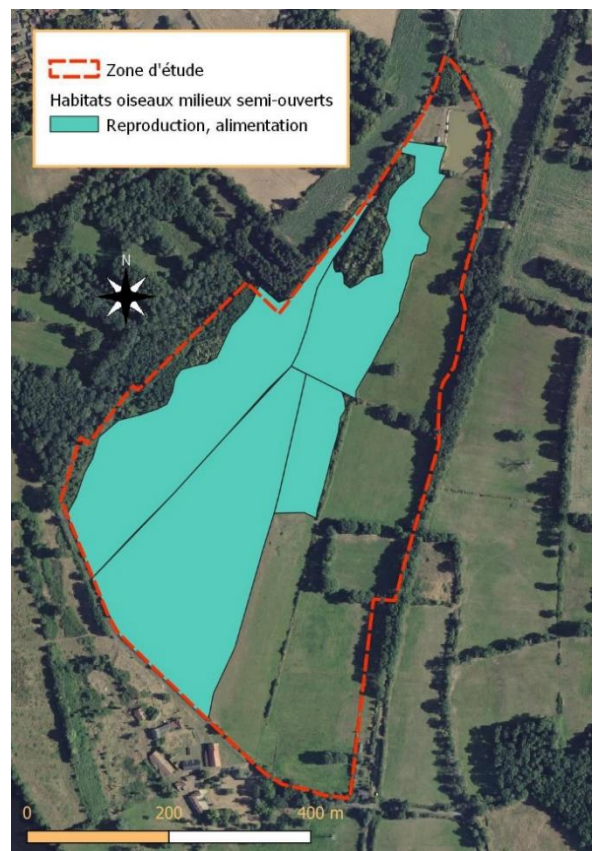 Zone d'étude
Habitats oiseaux milieux semi-ouverts
Reproduction, alimentation
N
0 200 400 m